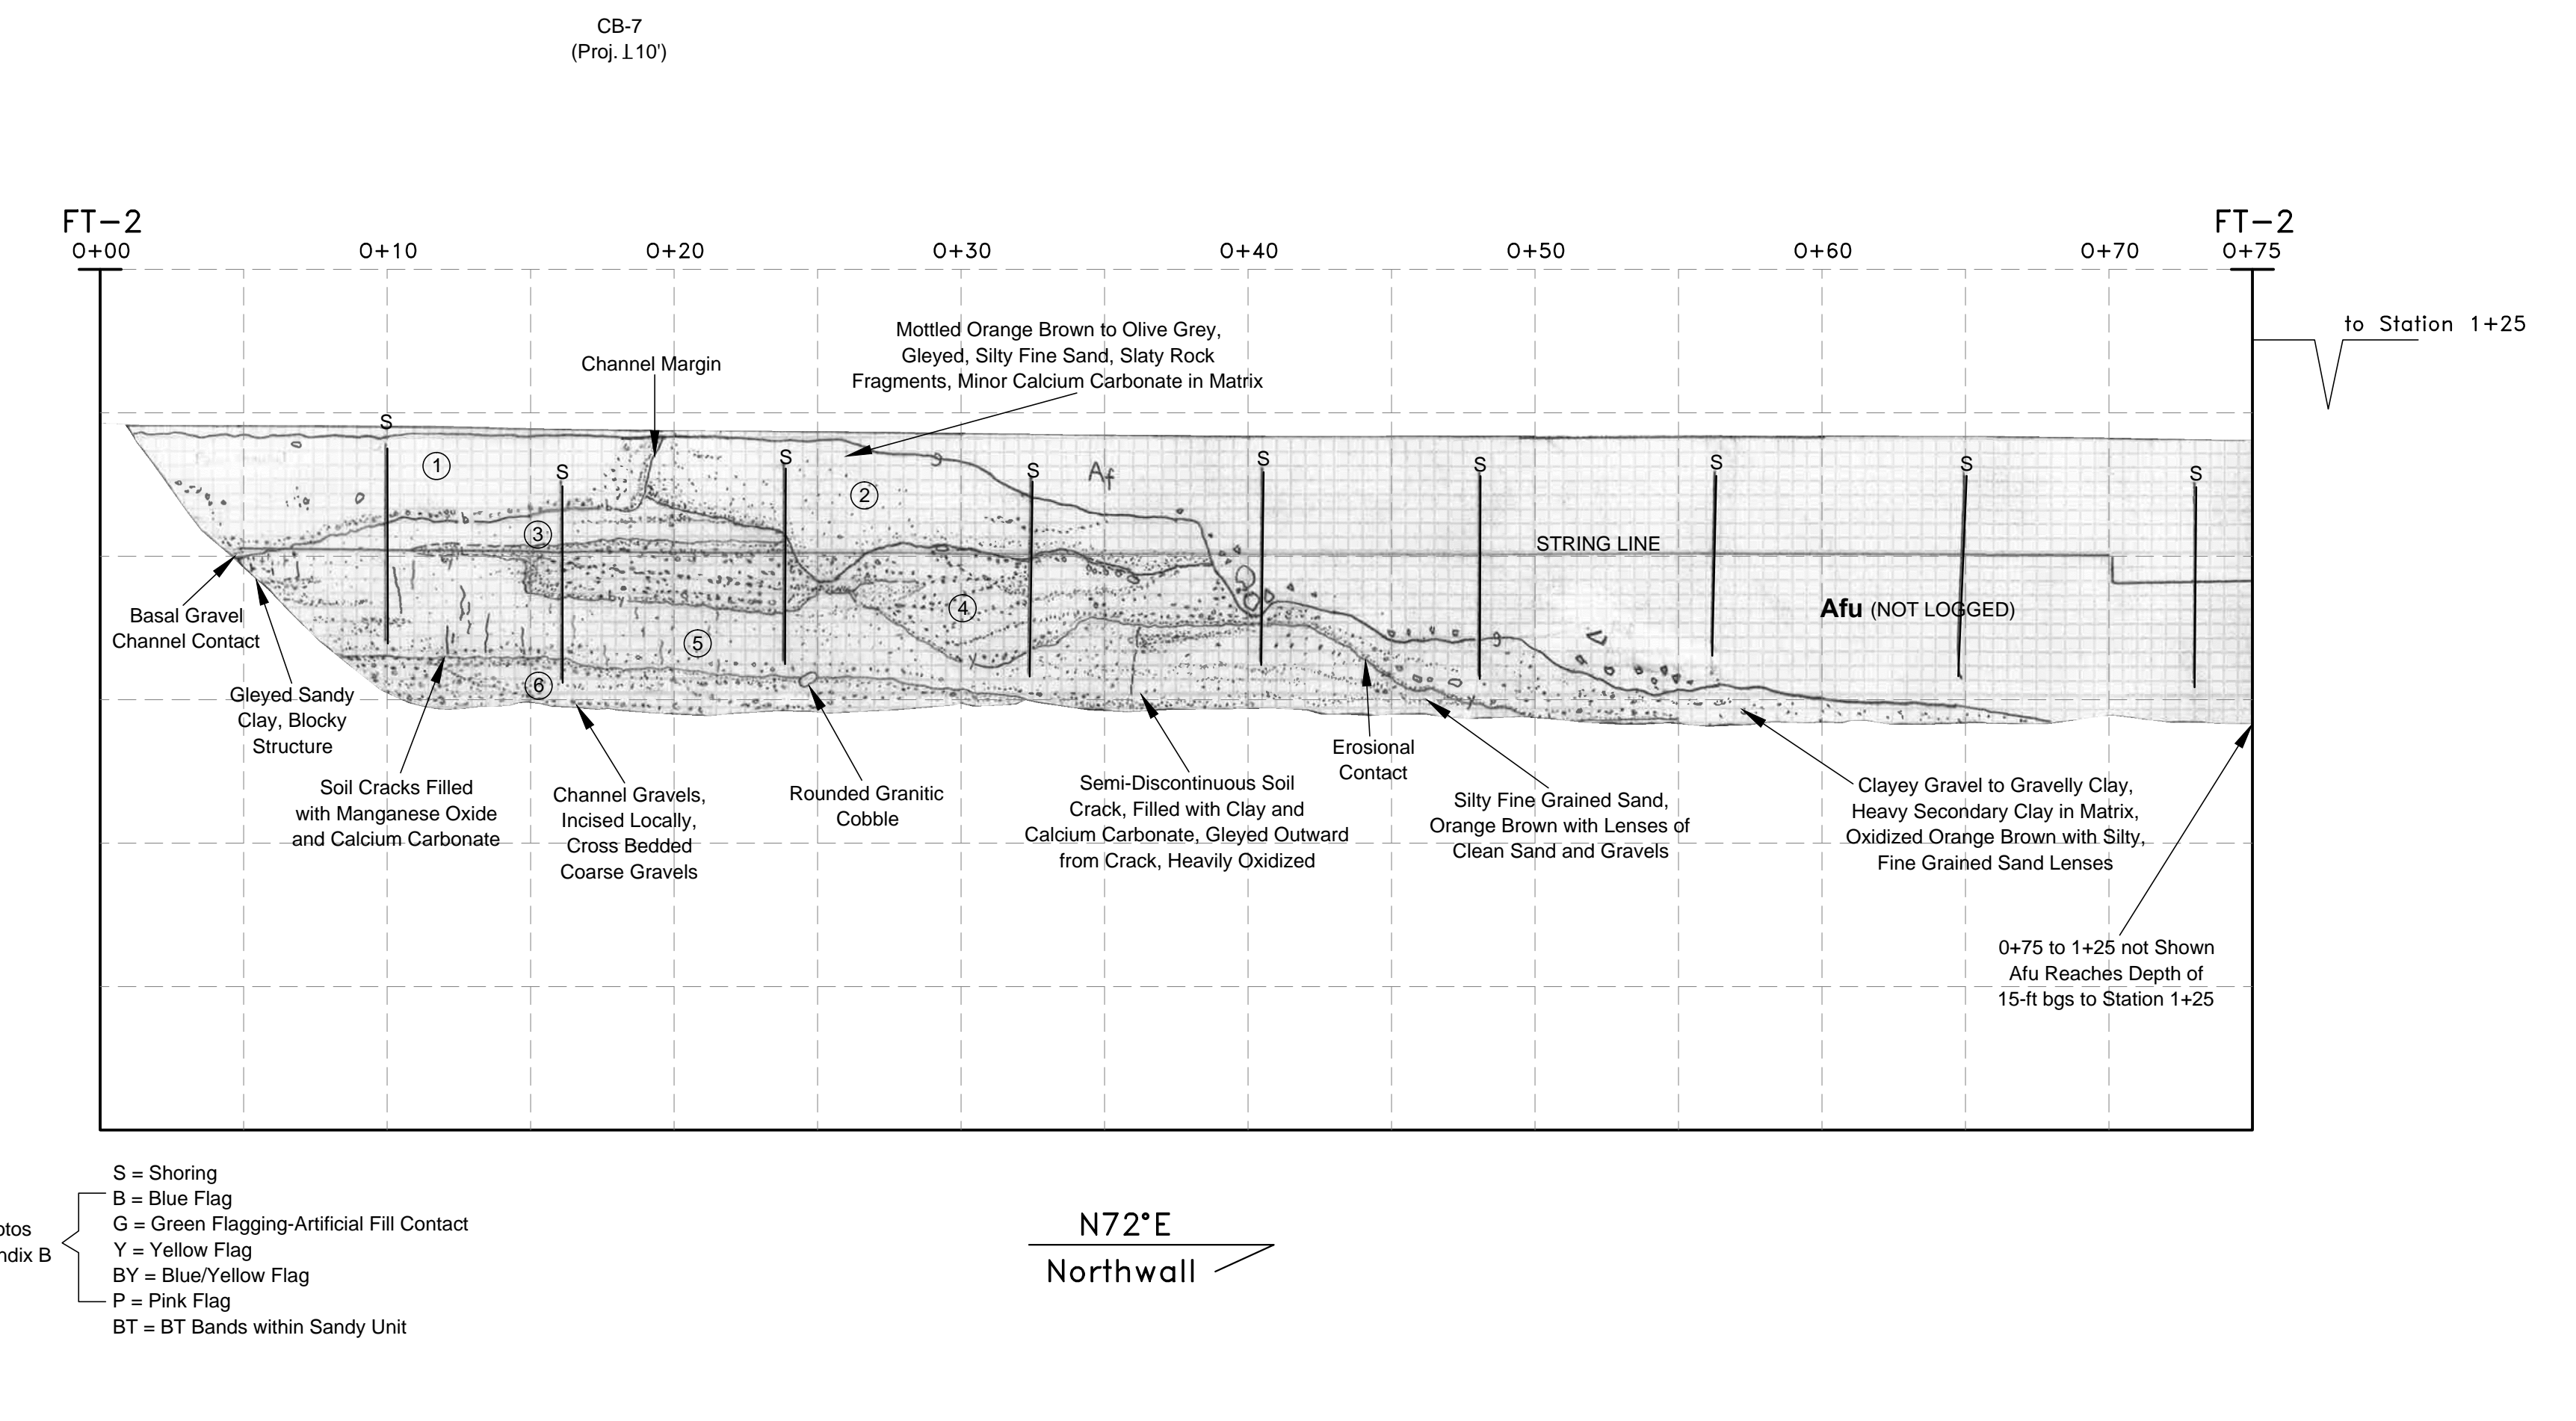 CB-7
(Proj. ⊥10')
FT-2
FT-2
0+00
0+10
0+20
0+30
0+40
0+50
0+60
0+70
0+75
to Station 1+25
Mottled Orange Brown to Olive Grey,
Gleyed, Silty Fine Sand, Slaty Rock
Fragments, Minor Calcium Carbonate in Matrix
Channel Margin
S
S
S
S
S
S
S
S
S
1
2
3
4
5
6
Af
b
b
g
g
by
y
y
STRING LINE
Afu (NOT LOGGED)
Basal Gravel
Channel Contact
Gleyed Sandy
Clay, Blocky
Structure
Soil Cracks Filled
with Manganese Oxide
and Calcium Carbonate
Channel Gravels,
Incised Locally,
Cross Bedded
Coarse Gravels
Rounded Granitic
Cobble
Semi-Discontinuous Soil
Crack, Filled with Clay and
Calcium Carbonate, Gleyed Outward
from Crack, Heavily Oxidized
Erosional
Contact
Silty Fine Grained Sand,
Orange Brown with Lenses of
Clean Sand and Gravels
Clayey Gravel to Gravelly Clay,
Heavy Secondary Clay in Matrix,
Oxidized Orange Brown with Silty,
Fine Grained Sand Lenses
0+75 to 1+25 not Shown
Afu Reaches Depth of
15-ft bgs to Station 1+25
otos
ndix B
S = Shoring
B = Blue Flag
G = Green Flagging-Artificial Fill Contact
Y = Yellow Flag
BY = Blue/Yellow Flag
P = Pink Flag
BT = BT Bands within Sandy Unit
N72°E
Northwall